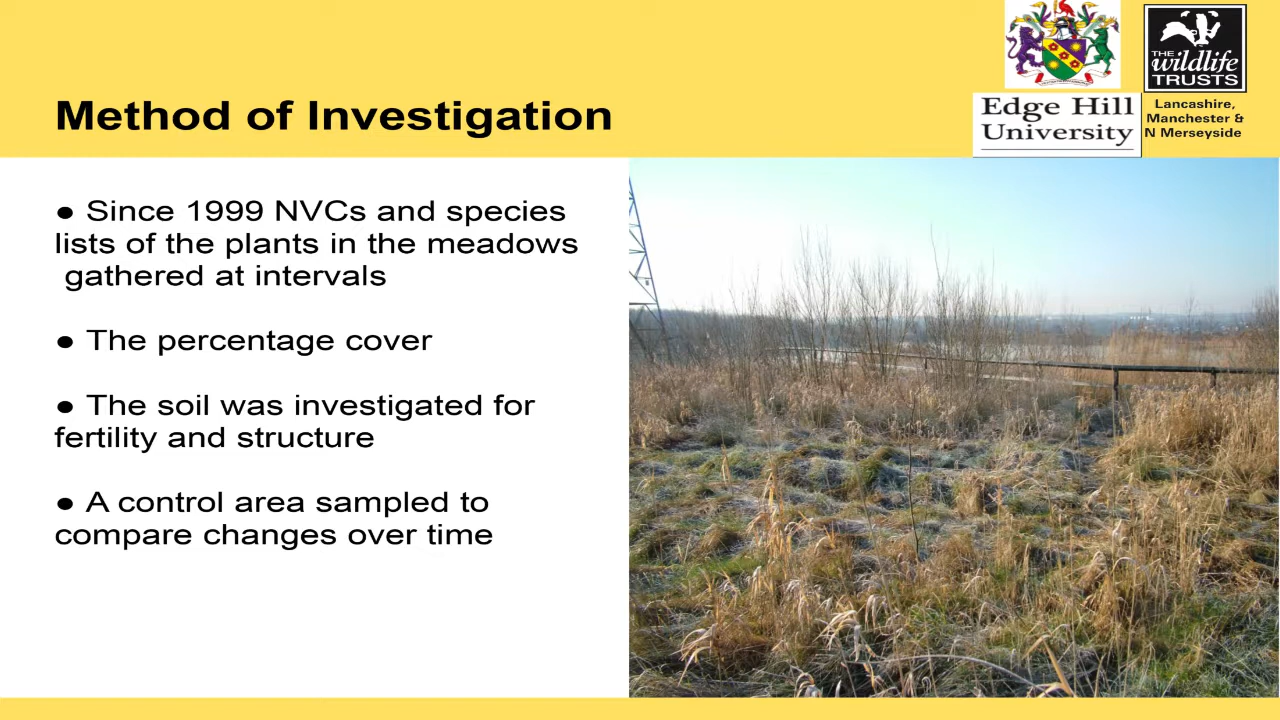 Method of Investigation
Edge Hill
University
THE
wildlife
TRUSTS
Lancashire,
Manchester &
N Merseyside
● Since 1999 NVCs and species
lists of the plants in the meadows
gathered at intervals
● The percentage cover
● The soil was investigated for
fertility and structure
● A control area sampled to
compare changes over time